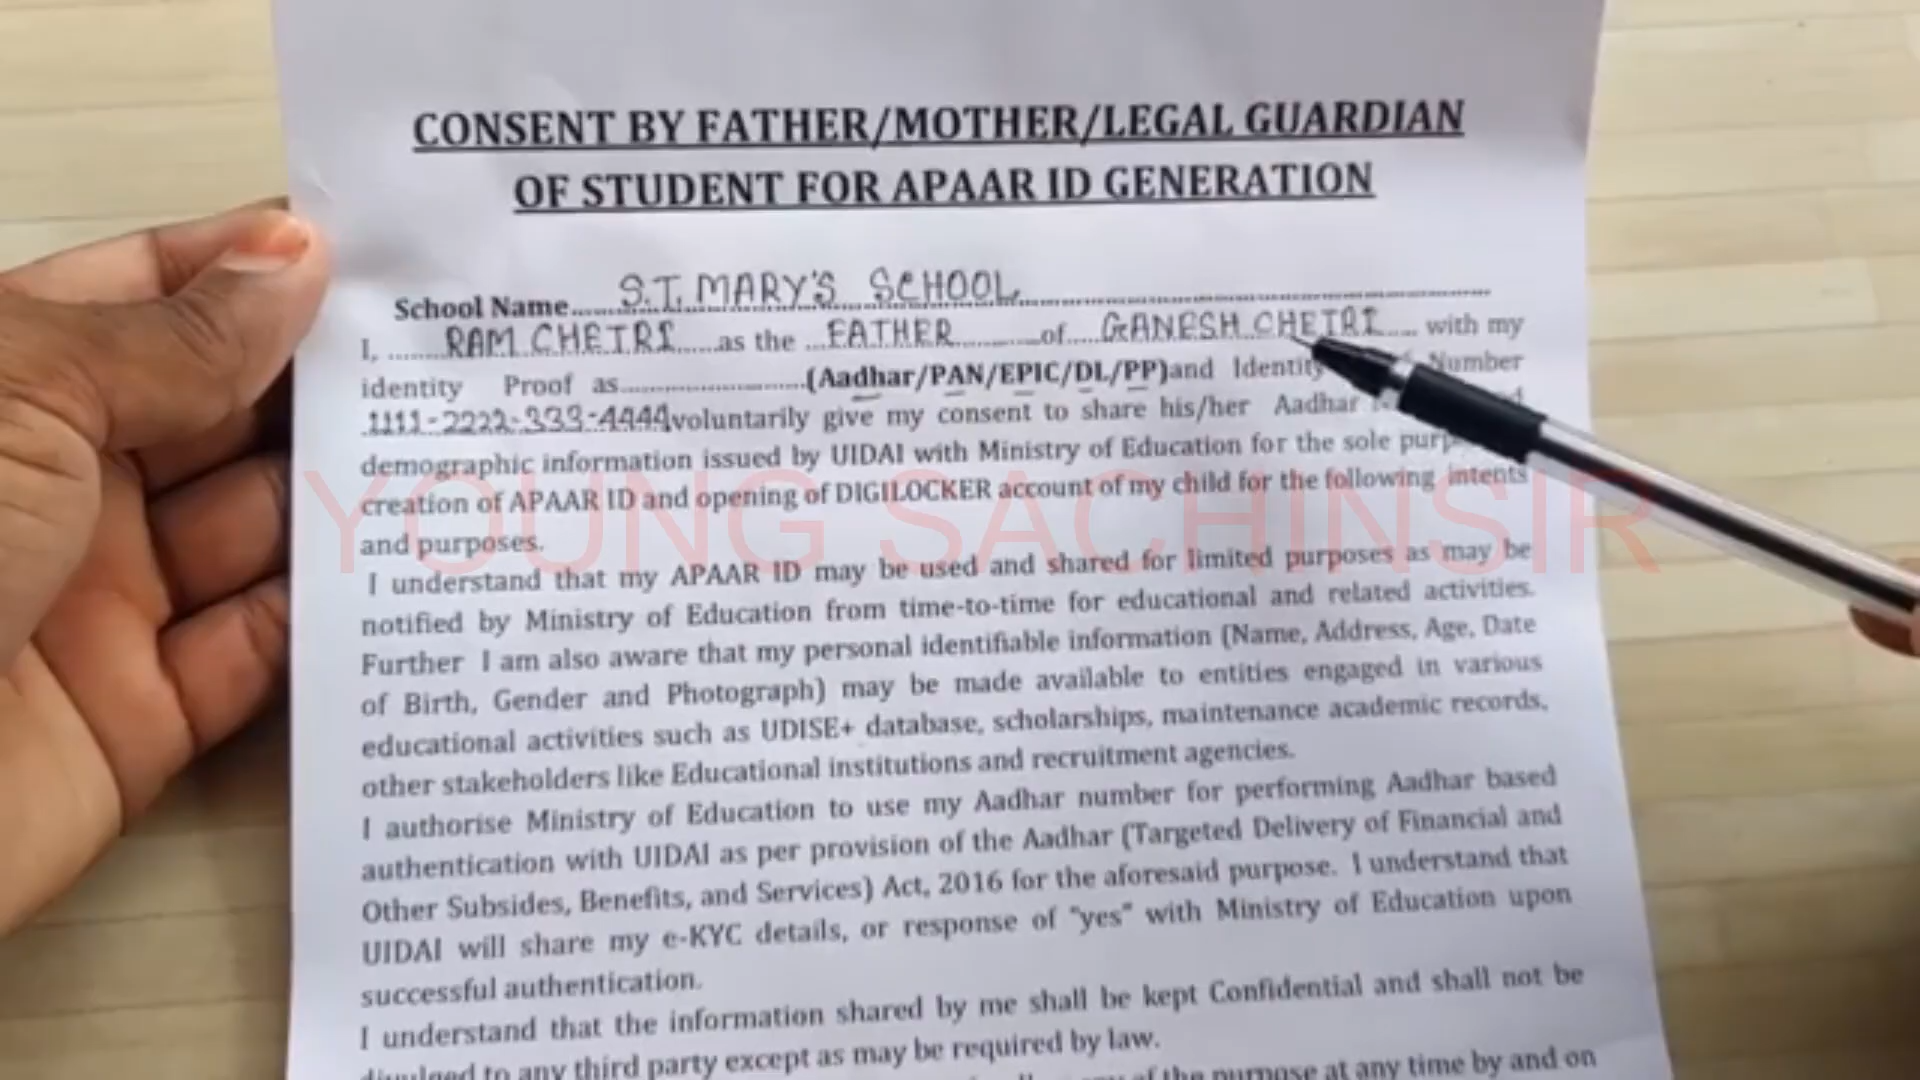 CONSENT BY FATHER/MOTHER/LEGAL GUARDIAN
OF STUDENT FOR APAAR ID GENERATION
School Name......S.T. MARY'S SCHOOL......
I, ......RAM CHETRI......as the ...FATHER......of....GANESH CHETRI.... with my
identity Proof as........................(Aadhar/PAN/EPIC/DL/PP)and Identity Number
1111-2222-333-4444voluntarily give my consent to share his/her Aadhar
demographic information issued by UIDAI with Ministry of Education for the sole
creation of APAAR ID and opening of DIGILOCKER account of my child for the following intents
and purposes.
YOUNG SACHINSIR
I understand that my APAAR ID may be used and shared for limited purposes as may be
notified by Ministry of Education from time-to-time for educational and related activities.
Further I am also aware that my personal identifiable information (Name, Address, Age, Date
of Birth, Gender and Photograph) may be made available to entities engaged in various
educational activities such as UDISE+ database, scholarships, maintenance academic records,
other stakeholders like Educational institutions and recruitment agencies.
I authorise Ministry of Education to use my Aadhar number for performing Aadhar based
authentication with UIDAI as per provision of the Aadhar (Targeted Delivery of Financial and
Other Subsides, Benefits, and Services) Act, 2016 for the aforesaid purpose. I understand that
UIDAI will share my e-KYC details, or response of "yes" with Ministry of Education upon
successful authentication.
I understand that the information shared by me shall be kept Confidential and shall not be
divulged to any third party except as may be required by law.
of the purpose at any time by and on